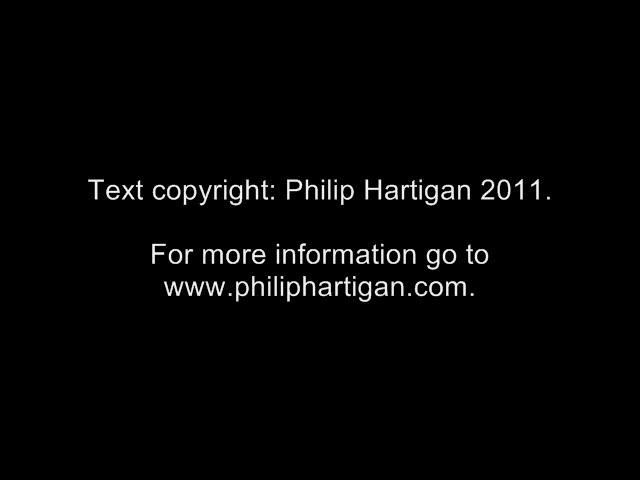 Text copyright: Philip Hartigan 2011.
For more information go to
www.philiphartigan.com.